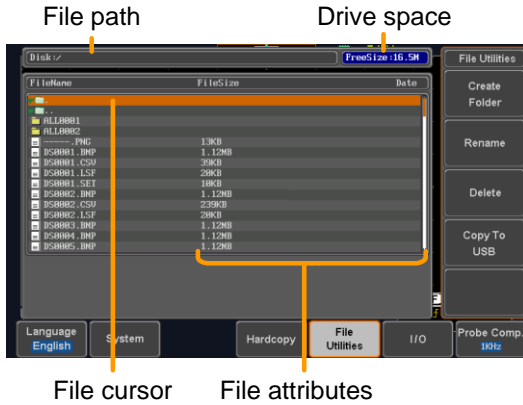 File path Drive space
Disk:/ FreeSize:16.5M File Utilities
FileName FileSize Date
.
..
ALL0001
ALL0002
-----.PNG 13KB
DS0001.BMP 1.12MB
DS0001.CSV 39KB
DS0001.LSF 20KB
DS0001.SET 10KB
DS0002.BMP 1.12MB
DS0002.CSV 239KB
DS0002.LSF 20KB
DS0003.BMP 1.12MB
DS0004.BMP 1.12MB
DS0005.BMP 1.12MB
Create
Folder
Rename
Delete
Copy To
USB
Language
English
System
Hardcopy
File
Utilities
I/O
Probe Comp.
1KHz
File cursor File attributes